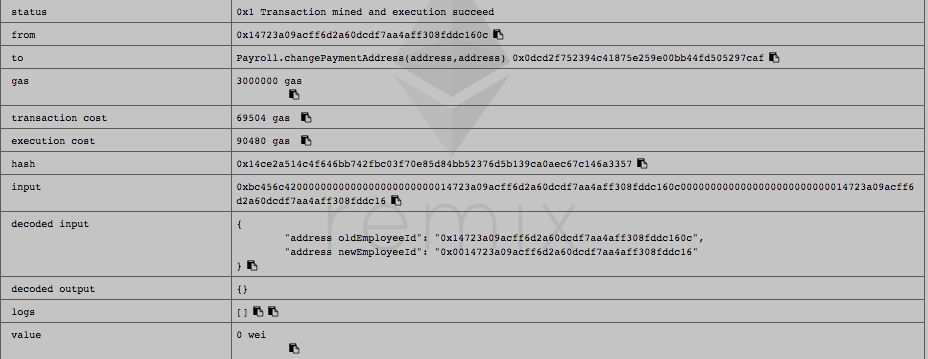 status 0x1 Transaction mined and execution succeed
from 0x14723a09acff6d2a60dcdf7aa4aff308fddc160c
to Payroll.changePaymentAddress(address,address) 0x0dcd2f752394c41875e259e00bb44fd505297caf
gas 3000000 gas
transaction cost 69504 gas
execution cost 90480 gas
hash 0x14ce2a514c4f646bb742fbc03f70e85d84bb52376d5b139ca0aec67c146a3357
input 0xbc456c4200000000000000000000000014723a09acff6d2a60dcdf7aa4aff308fddc160c0000000000000000000000000014723a09acff6
d2a60dcdf7aa4aff308fddc16
remix
decoded input {
"address oldEmployeeId": "0x14723a09acff6d2a60dcdf7aa4aff308fddc160c",
"address newEmployeeId": "0x0014723a09acff6d2a60dcdf7aa4aff308fddc16"
}
decoded output {}
logs []
value 0 wei